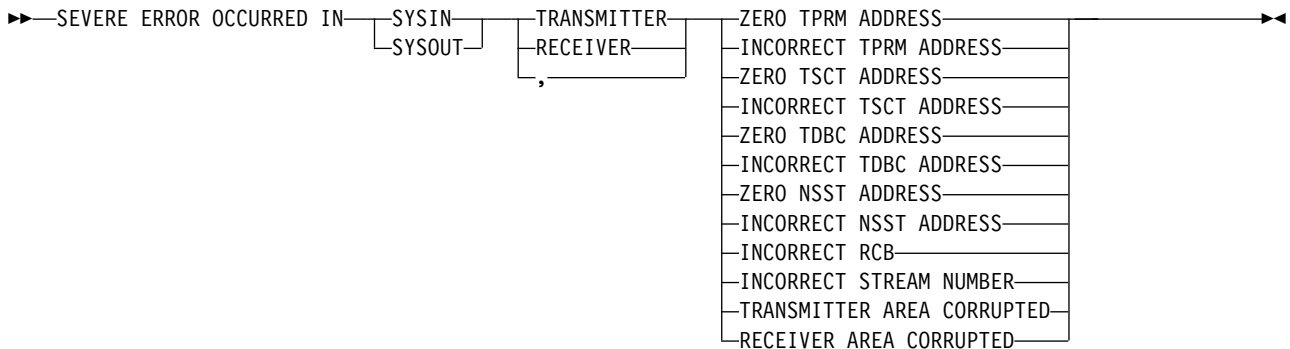 SEVERE ERROR OCCURRED IN SYSIN TRANSMITTER ZERO TPRM ADDRESS
SYSOUT RECEIVER INCORRECT TPRM ADDRESS
, ZERO TSCT ADDRESS
INCORRECT TSCT ADDRESS
ZERO TDBC ADDRESS
INCORRECT TDBC ADDRESS
ZERO NSST ADDRESS
INCORRECT NSST ADDRESS
INCORRECT RCB
INCORRECT STREAM NUMBER
TRANSMITTER AREA CORRUPTED
RECEIVER AREA CORRUPTED